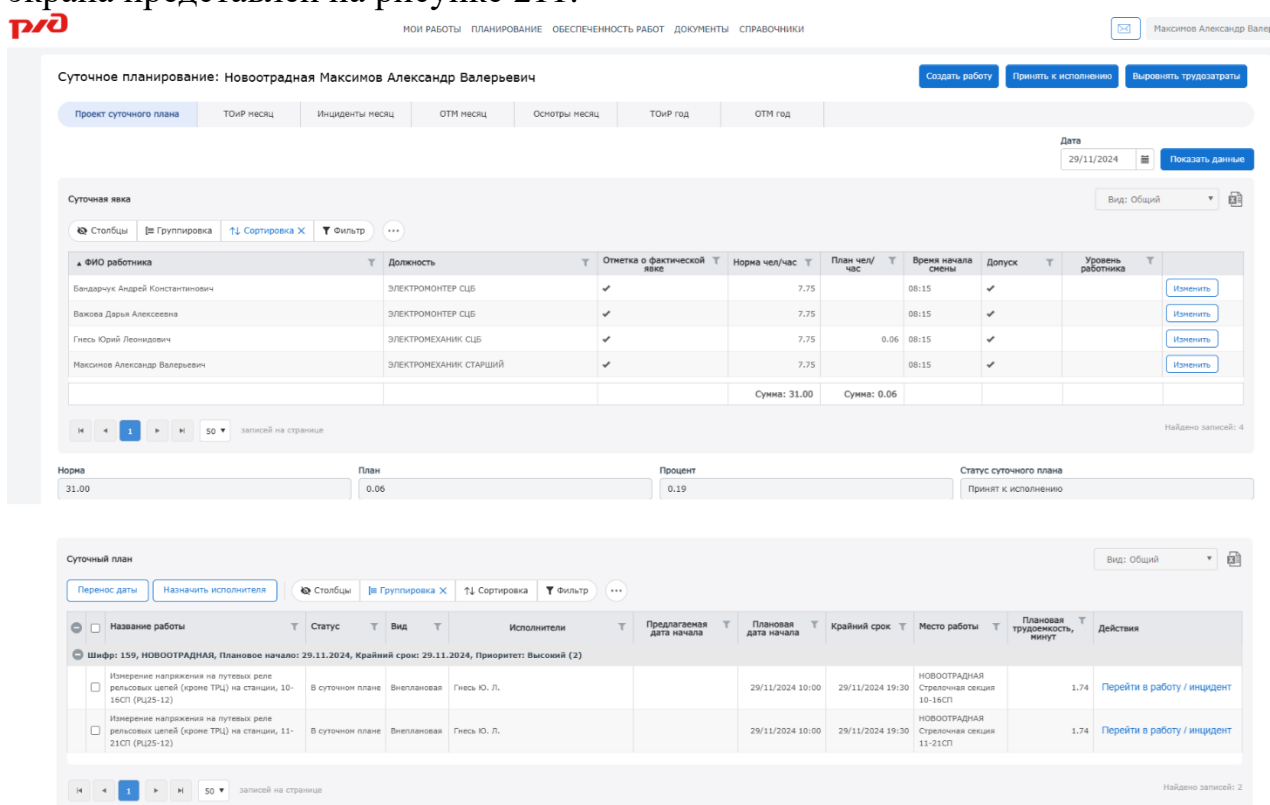 экрана представлен на рисунке 211.
ржд
МОИ РАБОТЫ ПЛАНИРОВАНИЕ ОБЕСПЕЧЕННОСТЬ РАБОТ ДОКУМЕНТЫ СПРАВОЧНИКИ
Максимов Александр Валер
Суточное планирование: Новоотрадная Максимов Александр Валерьевич
Создать работу Принять к исполнению Выровнять трудозатраты
Проект суточного плана ТОиР месяц Инциденты месяц ОТМ месяц Осмотры месяц ТОиР год ОТМ год
Дата
29/11/2024 Показать данные
Суточная явка Вид: Общий
Столбцы Группировка Сортировка X Фильтр ...
ФИО работника Должность Отметка о фактической явке Норма чел/час План чел/час Время начала смены Допуск Уровень работника
Бандарчук Андрей Константинович ЭЛЕКТРОМОНТЕР СЦБ ✔ 7.75 08:15 ✔ Изменить
Важова Дарья Алексеевна ЭЛЕКТРОМОНТЕР СЦБ ✔ 7.75 08:15 ✔ Изменить
Гнесь Юрий Леонидович ЭЛЕКТРОМЕХАНИК СЦБ ✔ 7.75 0.06 08:15 ✔ Изменить
Максимов Александр Валерьевич ЭЛЕКТРОМЕХАНИК СТАРШИЙ ✔ 7.75 08:15 ✔ Изменить
Сумма: 31.00 Сумма: 0.06
1 50 записей на странице Найдено записей: 4
Норма План Процент Статус суточного плана
31.00 0.06 0.19 Принят к исполнению
Суточный план Вид: Общий
Перенос даты Назначить исполнителя Столбцы Группировка X Сортировка Фильтр ...
Название работы Статус Вид Исполнители Предлагаемая дата начала Плановая дата начала Крайний срок Место работы Плановая трудоемкость, минут Действия
Шифр: 159, НОВООТРАДНАЯ, Плановое начало: 29.11.2024, Крайний срок: 29.11.2024, Приоритет: Высокий (2)
Измерение напряжения на путевых реле
рельсовых цепей (кроме ТРЦ) на станции, 10-
16СП (РЦ25-12)
В суточном плане Внеплановая Гнесь Ю. Л. 29/11/2024 10:00 29/11/2024 19:30
НОВООТРАДНАЯ
Стрелочная секция
10-16СП
1.74 Перейти в работу / инцидент
Измерение напряжения на путевых реле
рельсовых цепей (кроме ТРЦ) на станции, 11-
21СП (РЦ25-12)
В суточном плане Внеплановая Гнесь Ю. Л. 29/11/2024 10:00 29/11/2024 19:30
НОВООТРАДНАЯ
Стрелочная секция
11-21СП
1.74 Перейти в работу / инцидент
1 50 записей на странице Найдено записей: 2